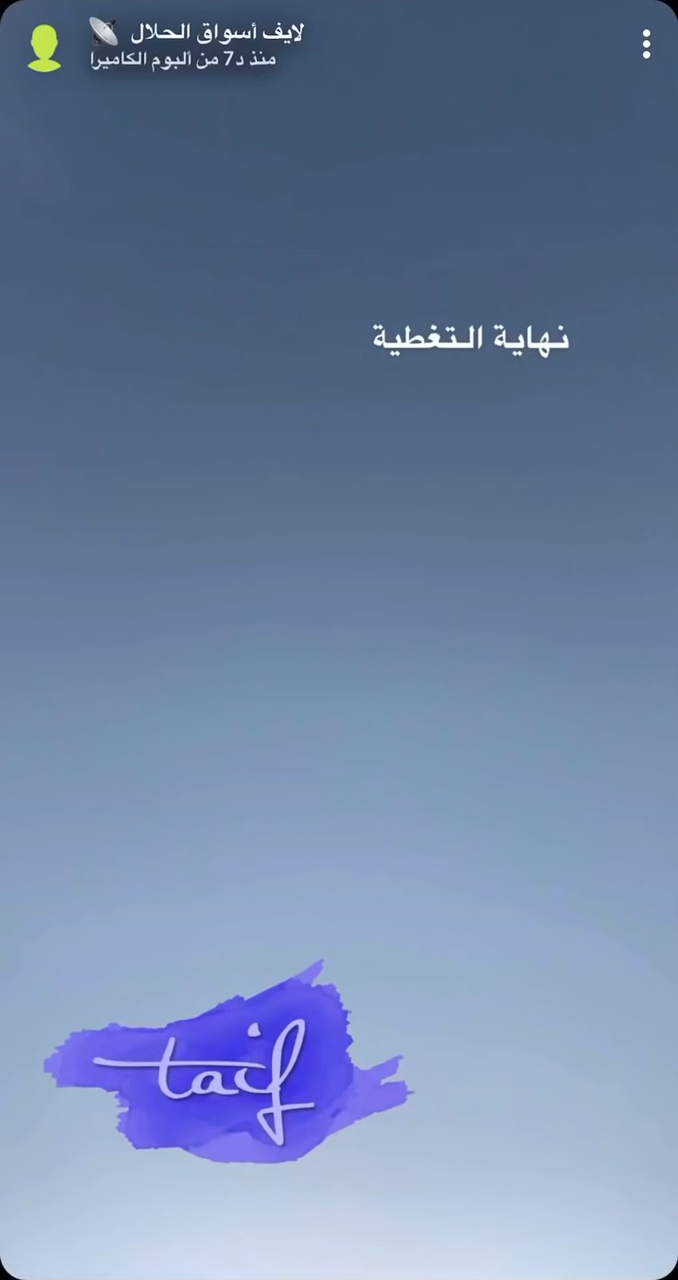 لايف أسواق الحلال 📡
منذ د7 من ألبوم الكاميرا
نهاية التغطية
taif